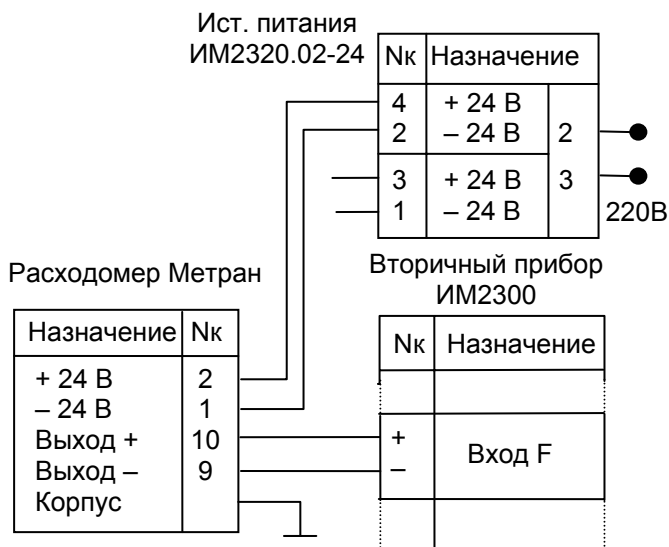 Ист. питания
ИМ2320.02-24
Nк Назначение
4 + 24 В
2 – 24 В 2
3 + 24 В 3
1 – 24 В
220В
Расходомер Метран
Назначение Nк
+ 24 В 2
– 24 В 1
Выход + 10
Выход – 9
Корпус
Вторичный прибор
ИМ2300
Nк Назначение
+
–
Вход F